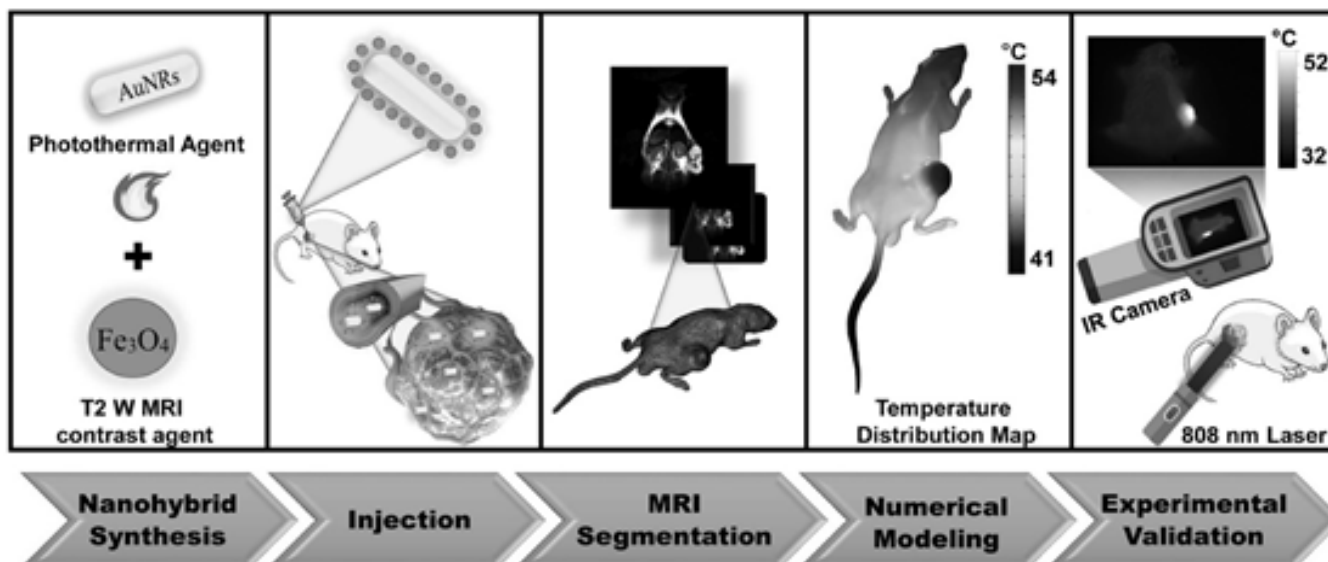 AuNRs
Photothermal Agent
+
Fe₃O₄
T2 W MRI
contrast agent
°C
54
41
Temperature
Distribution Map
°C
52
32
IR Camera
808 nm Laser
Nanohybrid
Synthesis
Injection
MRI
Segmentation
Numerical
Modeling
Experimental
Validation